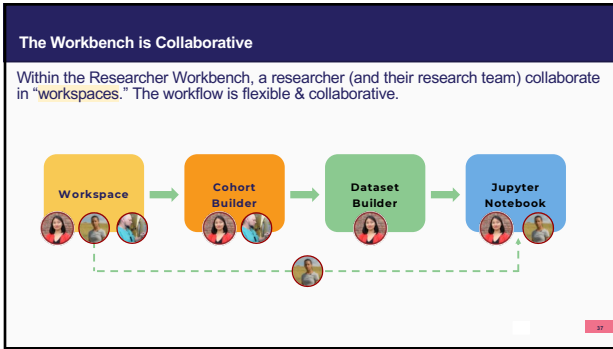 The Workbench is Collaborative
Within the Researcher Workbench, a researcher (and their research team) collaborate
in “workspaces.” The workflow is flexible & collaborative.
Workspace
Cohort
Builder
Dataset
Builder
Jupyter
Notebook
37